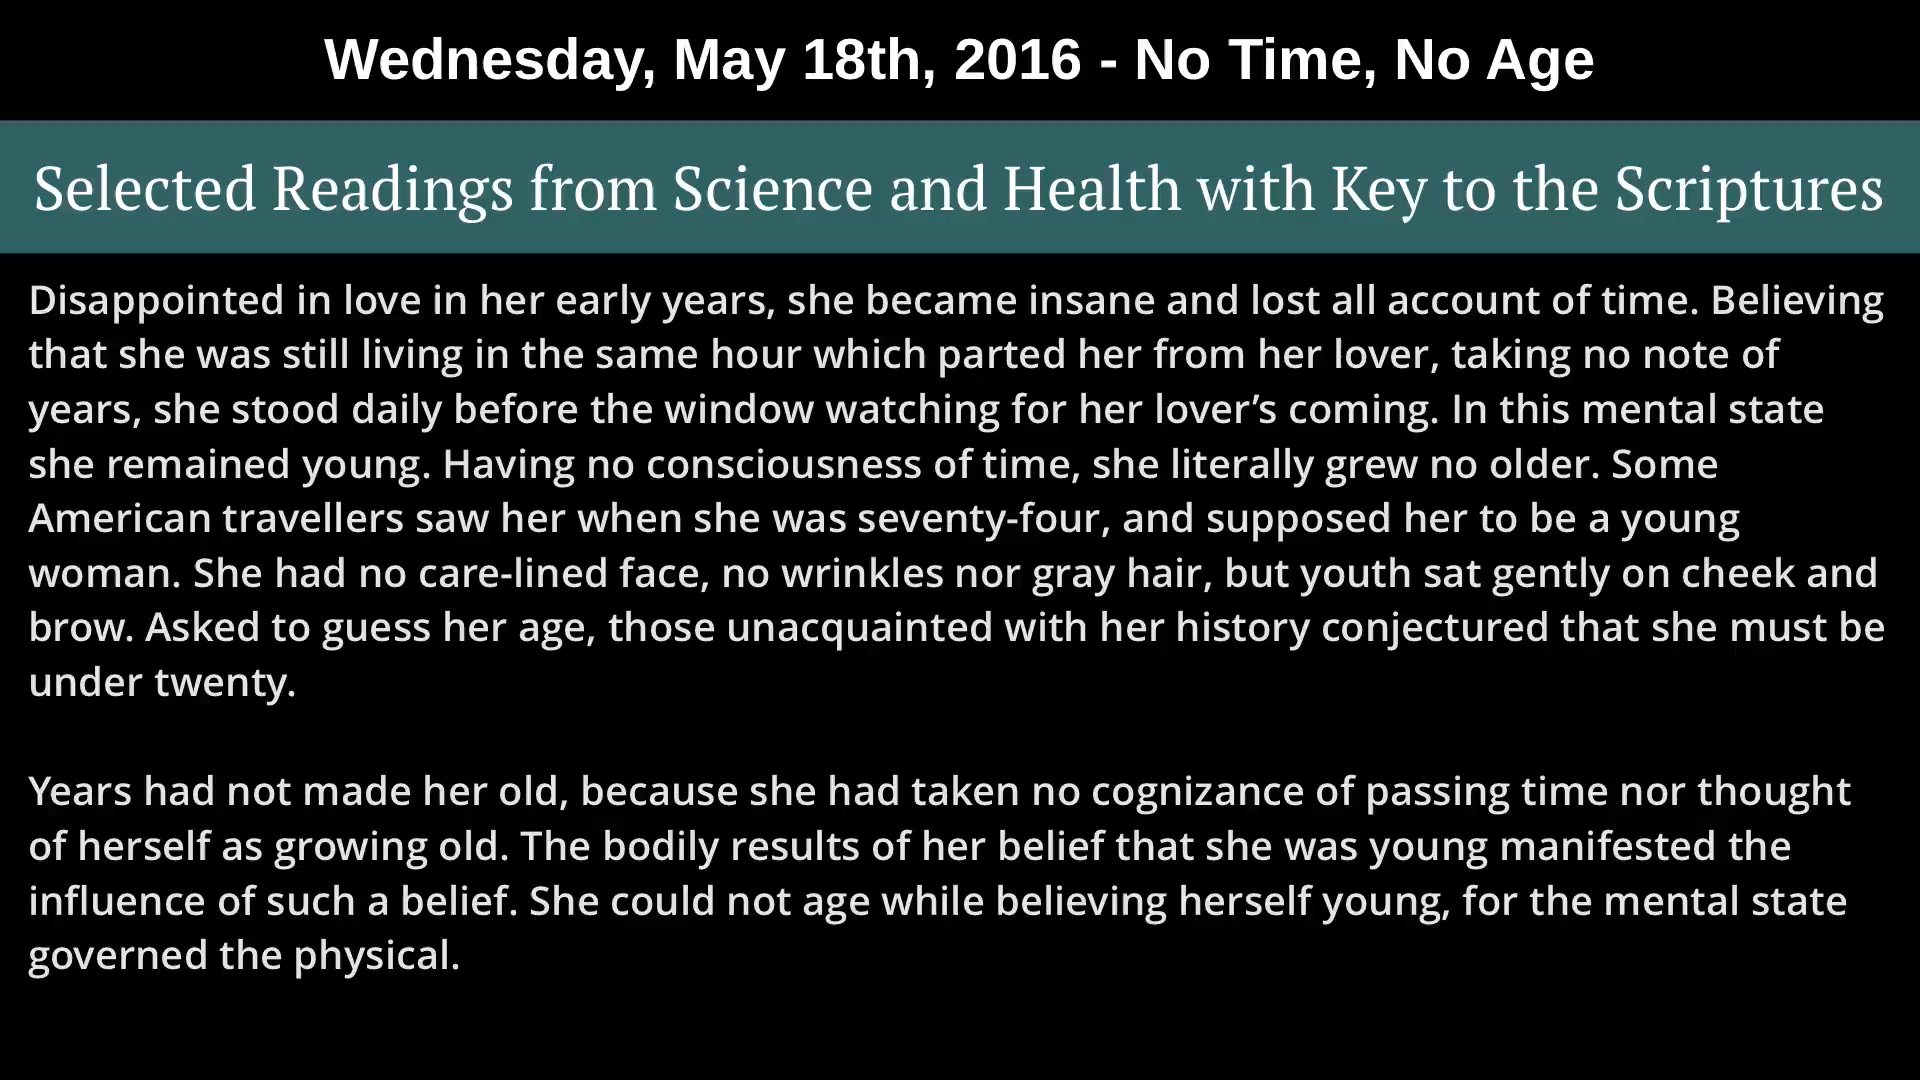 Wednesday, May 18th, 2016 - No Time, No Age
Selected Readings from Science and Health with Key to the Scriptures
Disappointed in love in her early years, she became insane and lost all account of time. Believing
that she was still living in the same hour which parted her from her lover, taking no note of
years, she stood daily before the window watching for her lover’s coming. In this mental state
she remained young. Having no consciousness of time, she literally grew no older. Some
American travellers saw her when she was seventy-four, and supposed her to be a young
woman. She had no care-lined face, no wrinkles nor gray hair, but youth sat gently on cheek and
brow. Asked to guess her age, those unacquainted with her history conjectured that she must be
under twenty.
Years had not made her old, because she had taken no cognizance of passing time nor thought
of herself as growing old. The bodily results of her belief that she was young manifested the
influence of such a belief. She could not age while believing herself young, for the mental state
governed the physical.